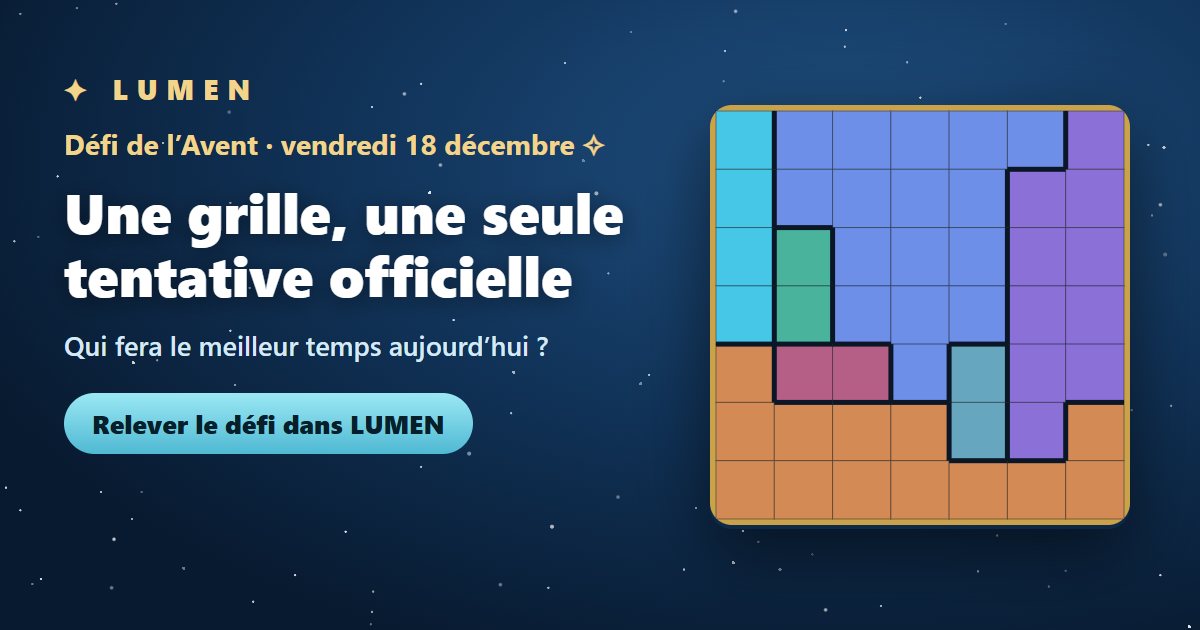 ✦ LUMEN
Défi de l’Avent · vendredi 18 décembre ✧
Une grille, une seule
tentative officielle
Qui fera le meilleur temps aujourd’hui ?
Relever le défi dans LUMEN